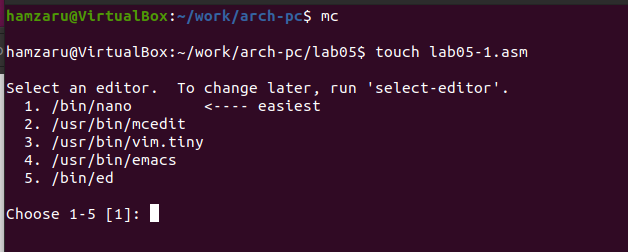 hamzaru@VirtualBox:~/work/arch-pc$ mc
hamzaru@VirtualBox:~/work/arch-pc/lab05$ touch lab05-1.asm
Select an editor.  To change later, run 'select-editor'.
  1. /bin/nano        <---- easiest
  2. /usr/bin/mcedit
  3. /usr/bin/vim.tiny
  4. /usr/bin/emacs
  5. /bin/ed
Choose 1-5 [1]: